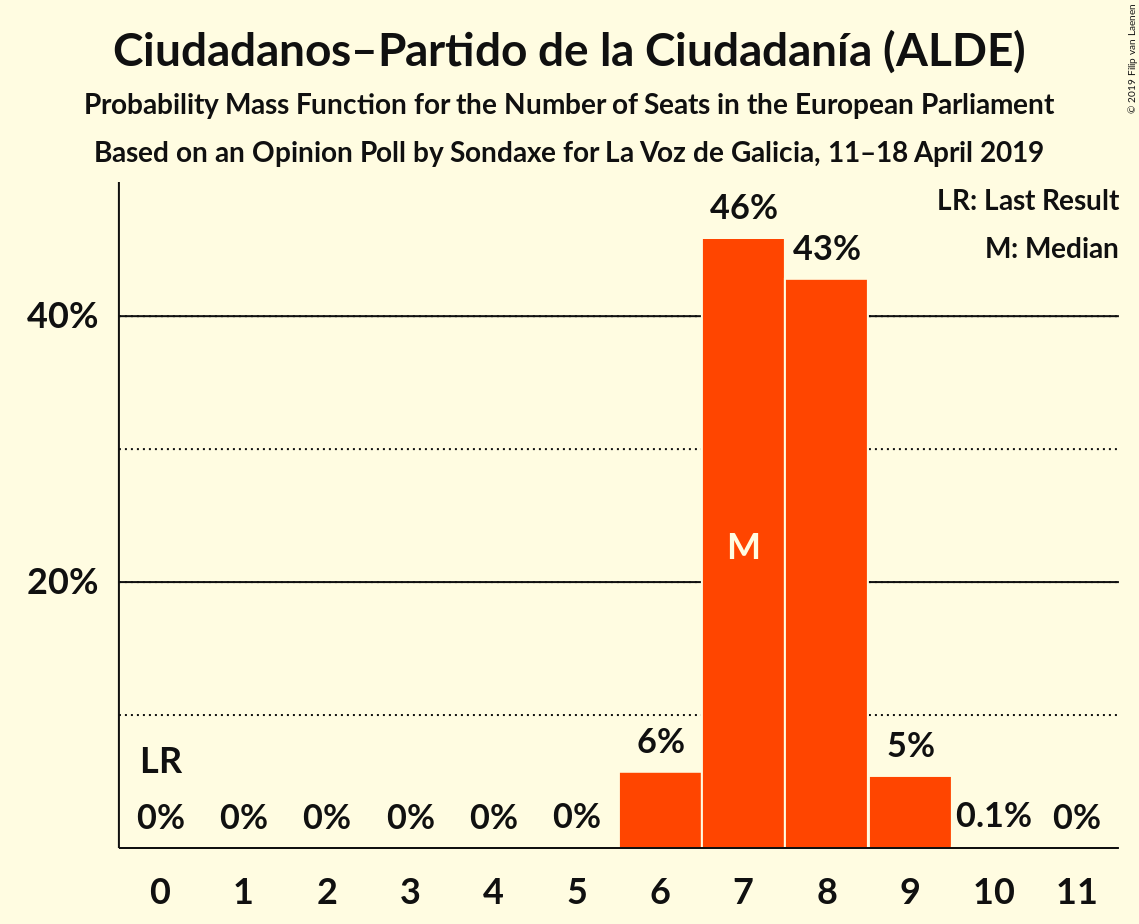 Ciudadanos–Partido de la Ciudadanía (ALDE)
Probability Mass Function for the Number of Seats in the European Parliament
Based on an Opinion Poll by Sondaxe for La Voz de Galicia, 11–18 April 2019
© 2019 Filip van Laenen
LR: Last Result
M: Median
46%
43%
40%
M
20%
LR
6%
5%
0% 0% 0% 0% 0% 0% 0.1% 0%
0 1 2 3 4 5 6 7 8 9 10 11